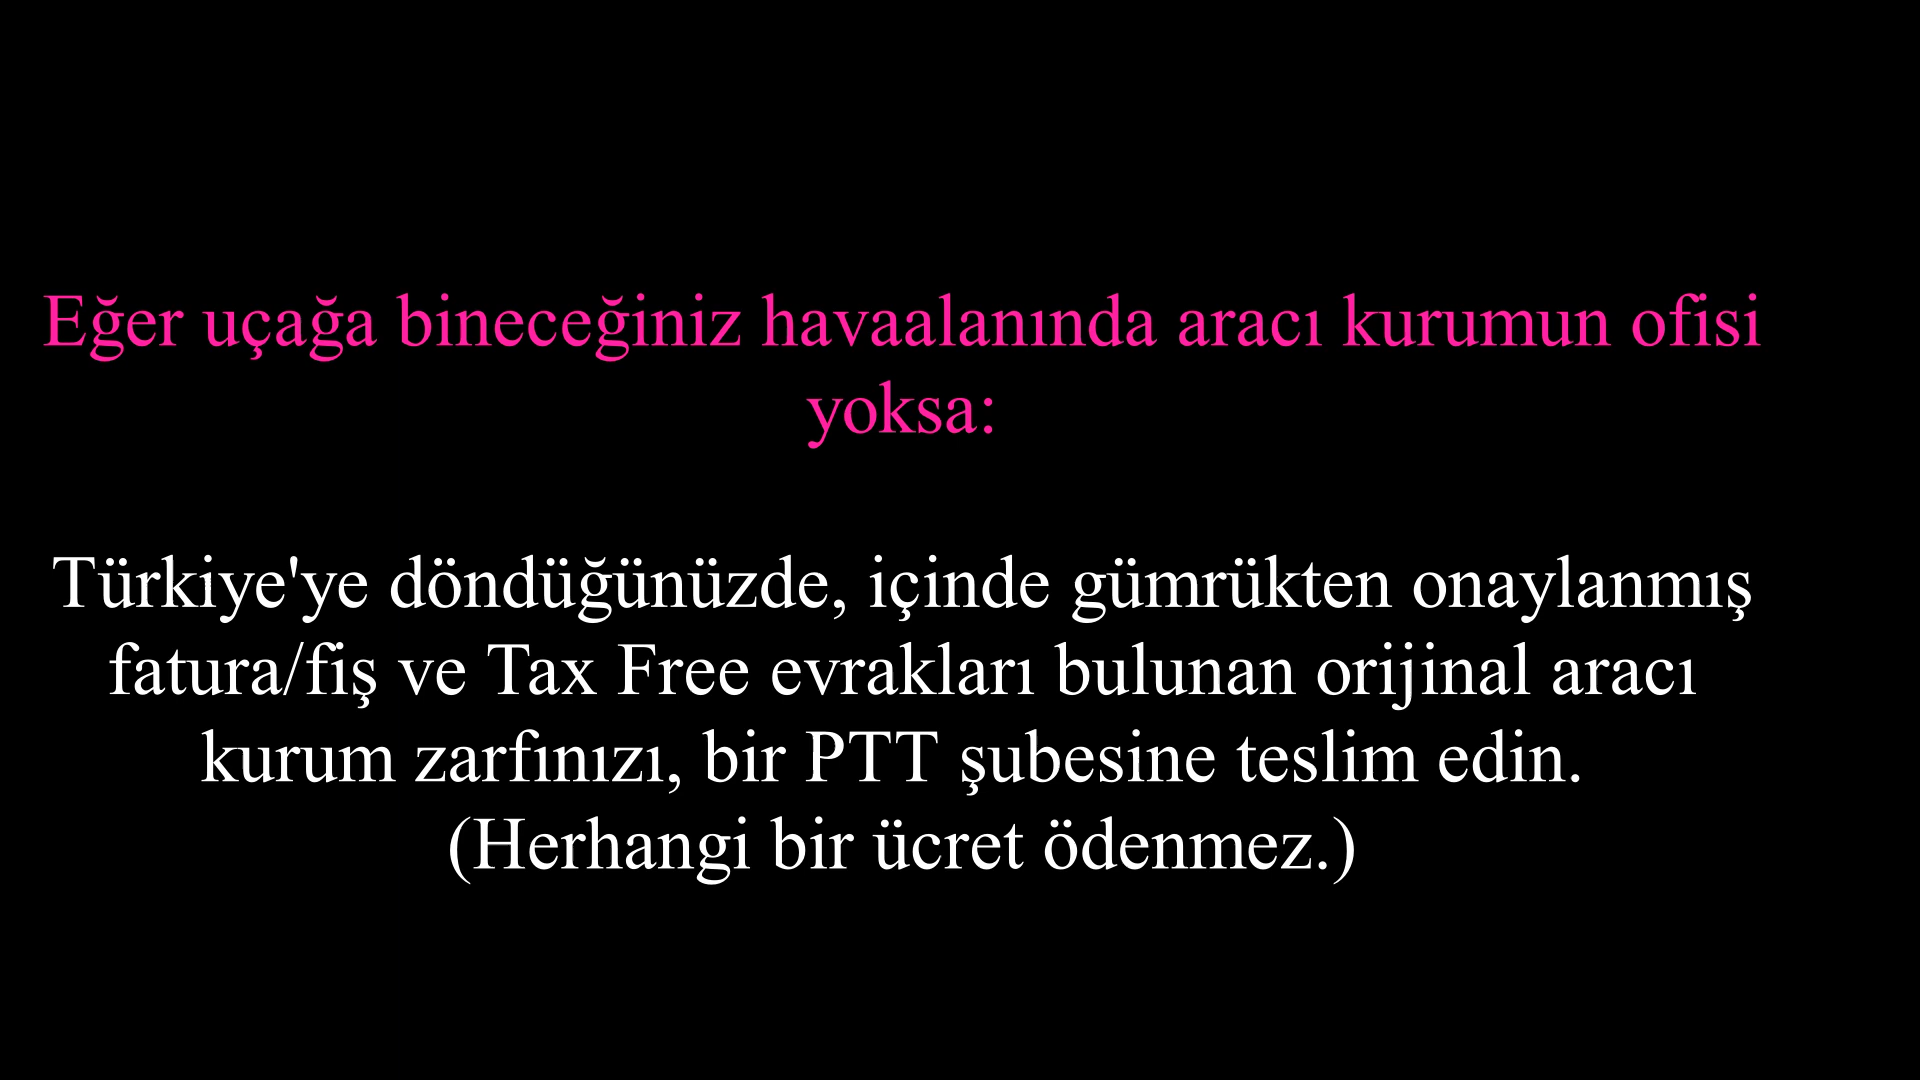 Eğer uçağa bineceğiniz havaalanında aracı kurumun ofisi
yoksa:
Türkiye'ye döndüğünüzde, içinde gümrükten onaylanmış
fatura/fiş ve Tax Free evrakları bulunan orijinal aracı
kurum zarfınızı, bir PTT şubesine teslim edin.
(Herhangi bir ücret ödenmez.)